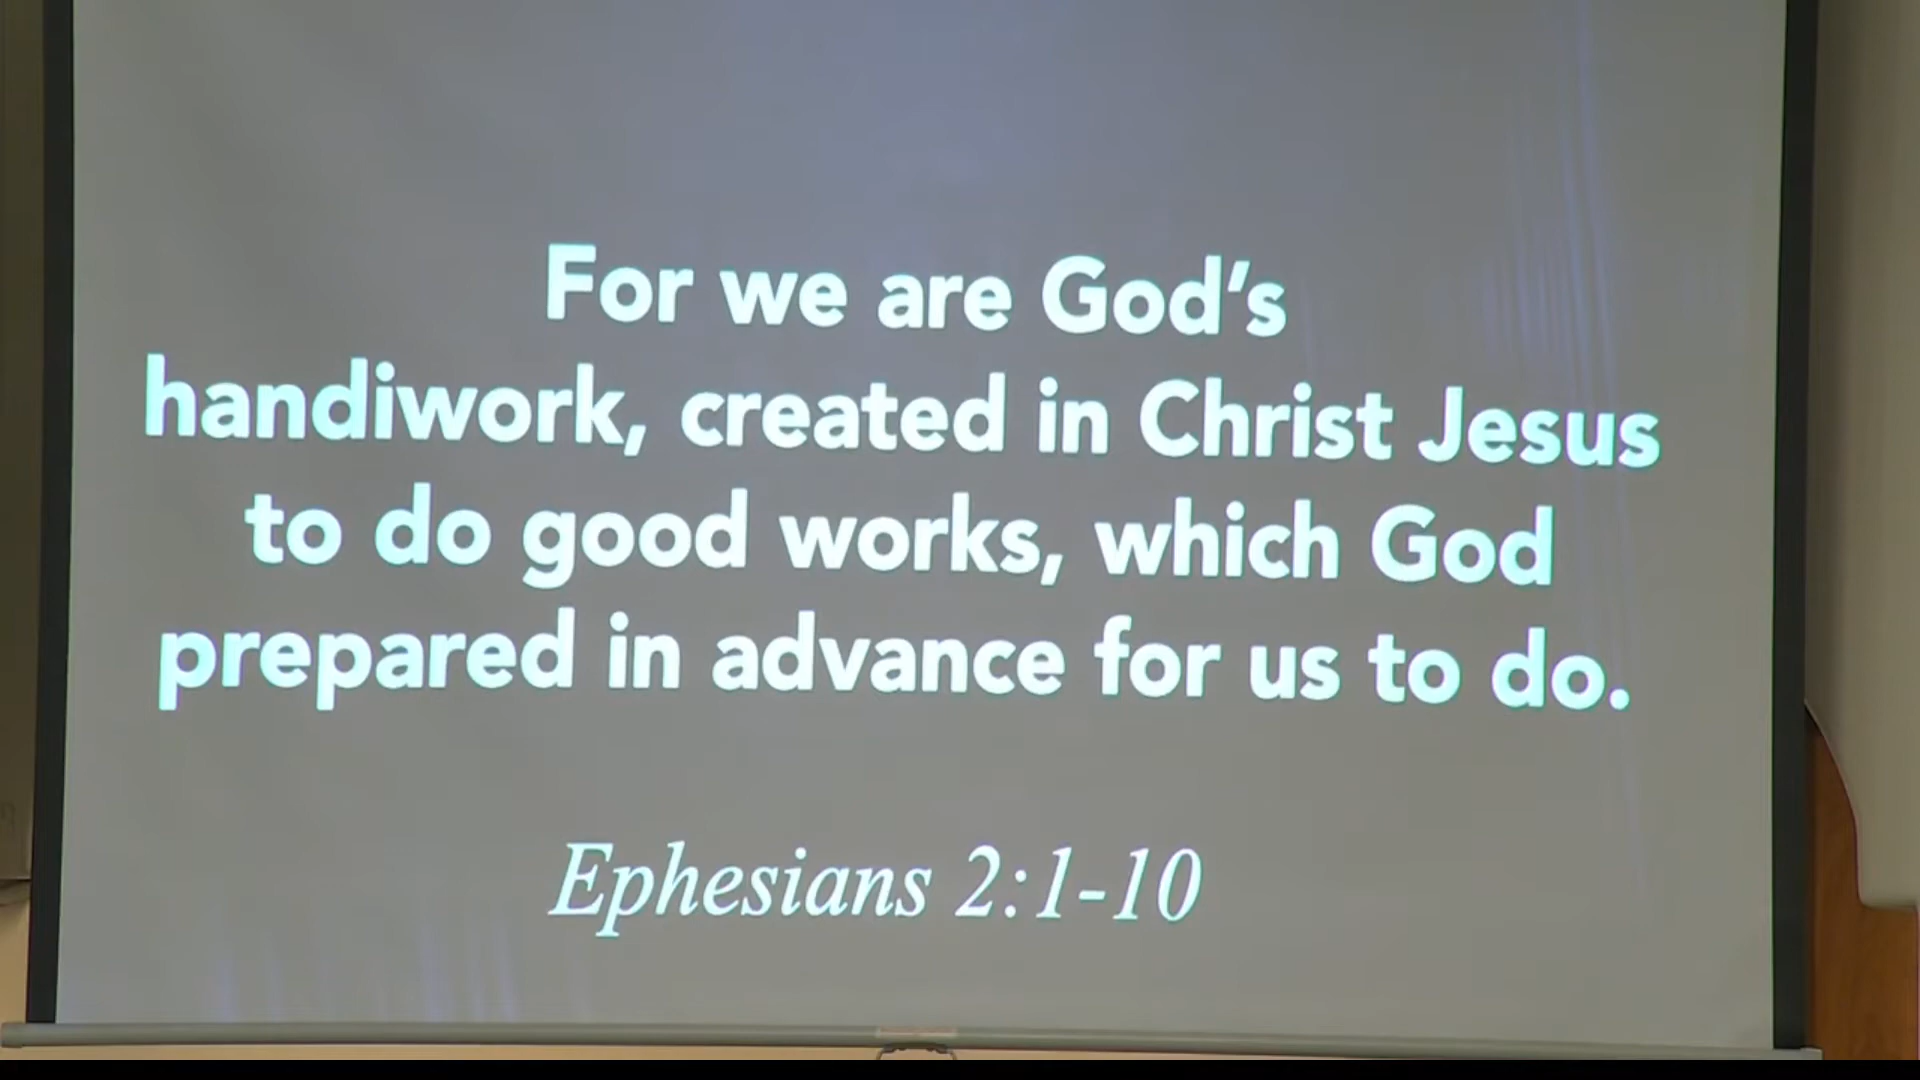 For we are God’s
handiwork, created in Christ Jesus
to do good works, which God
prepared in advance for us to do.
Ephesians 2:1-10